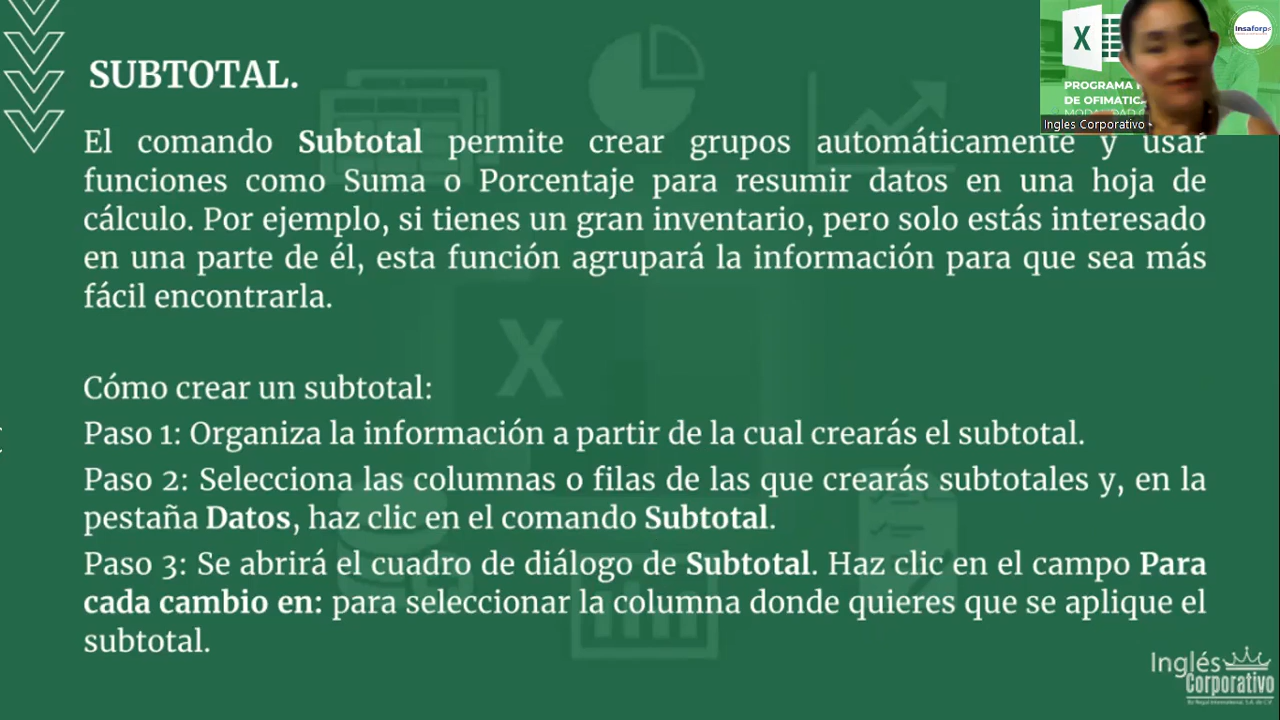 SUBTOTAL.
El comando Subtotal permite crear grupos automáticamente y usar
funciones como Suma o Porcentaje para resumir datos en una hoja de
cálculo. Por ejemplo, si tienes un gran inventario, pero solo estás interesado
en una parte de él, esta función agrupará la información para que sea más
fácil encontrarla.
Cómo crear un subtotal:
Paso 1: Organiza la información a partir de la cual crearás el subtotal.
Paso 2: Selecciona las columnas o filas de las que crearás subtotales y, en la
pestaña Datos, haz clic en el comando Subtotal.
Paso 3: Se abrirá el cuadro de diálogo de Subtotal. Haz clic en el campo Para
cada cambio en: para seleccionar la columna donde quieres que se aplique el
subtotal.
X
X
Insaforp
PROGRAMA
DE OFIMATICA
Ingles Corporativo
Inglés
Corporativo